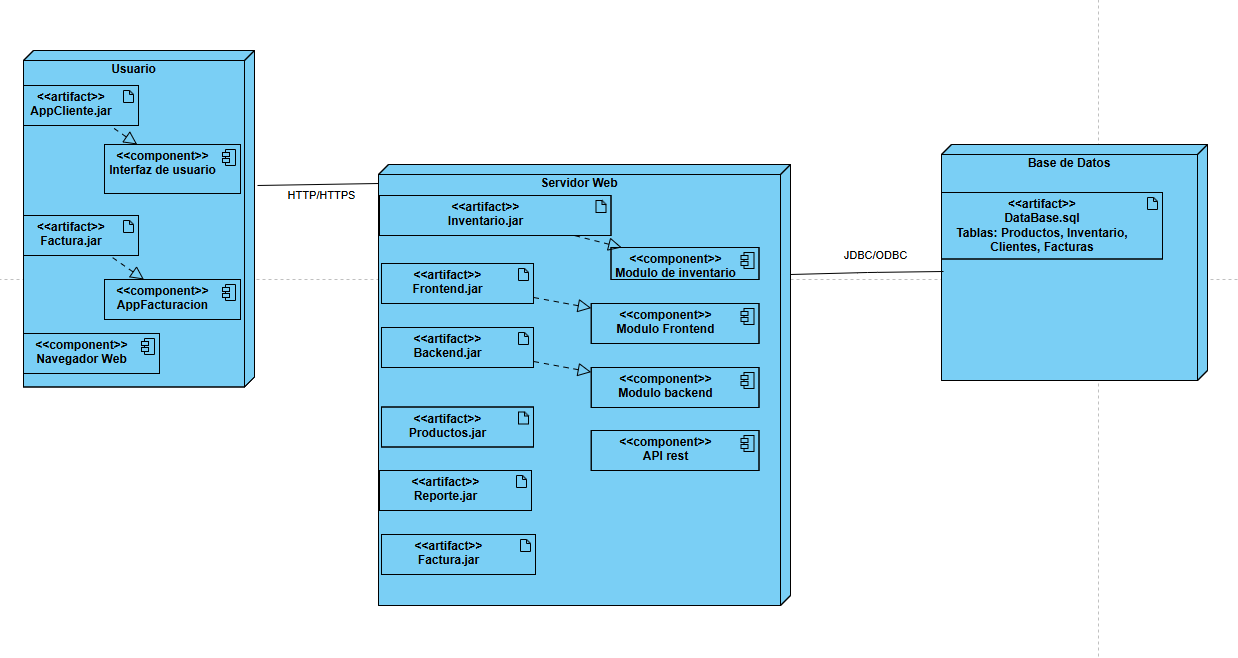 Usuario
<<artifact>>
AppCliente.jar
<<component>>
Interfaz de usuario
<<artifact>>
Factura.jar
<<component>>
AppFacturacion
<<component>>
Navegador Web
HTTP/HTTPS
Servidor Web
<<artifact>>
Inventario.jar
<<component>>
Modulo de inventario
<<artifact>>
Frontend.jar
<<component>>
Modulo Frontend
<<artifact>>
Backend.jar
<<component>>
Modulo backend
<<artifact>>
Productos.jar
<<component>>
API rest
<<artifact>>
Reporte.jar
<<artifact>>
Factura.jar
JDBC/ODBC
Base de Datos
<<artifact>>
DataBase.sql
Tablas: Productos, Inventario,
Clientes, Facturas